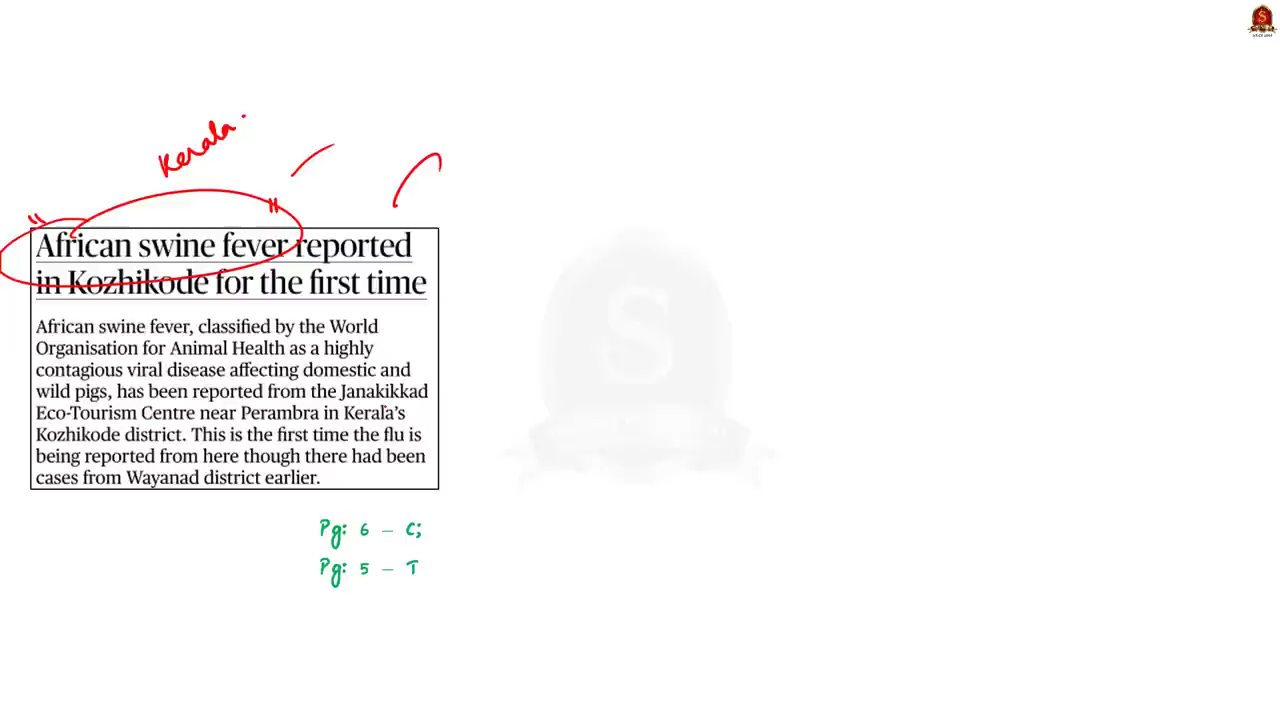 Kerala.
"African swine fever" reported
in Kozhikode for the first time
African swine fever, classified by the World
Organisation for Animal Health as a highly
contagious viral disease affecting domestic and
wild pigs, has been reported from the Janakikkad
Eco-Tourism Centre near Perambra in Kerala's
Kozhikode district. This is the first time the flu is
being reported from here though there had been
cases from Wayanad district earlier.
Pg: 6 – C;
Pg: 5 – T
S